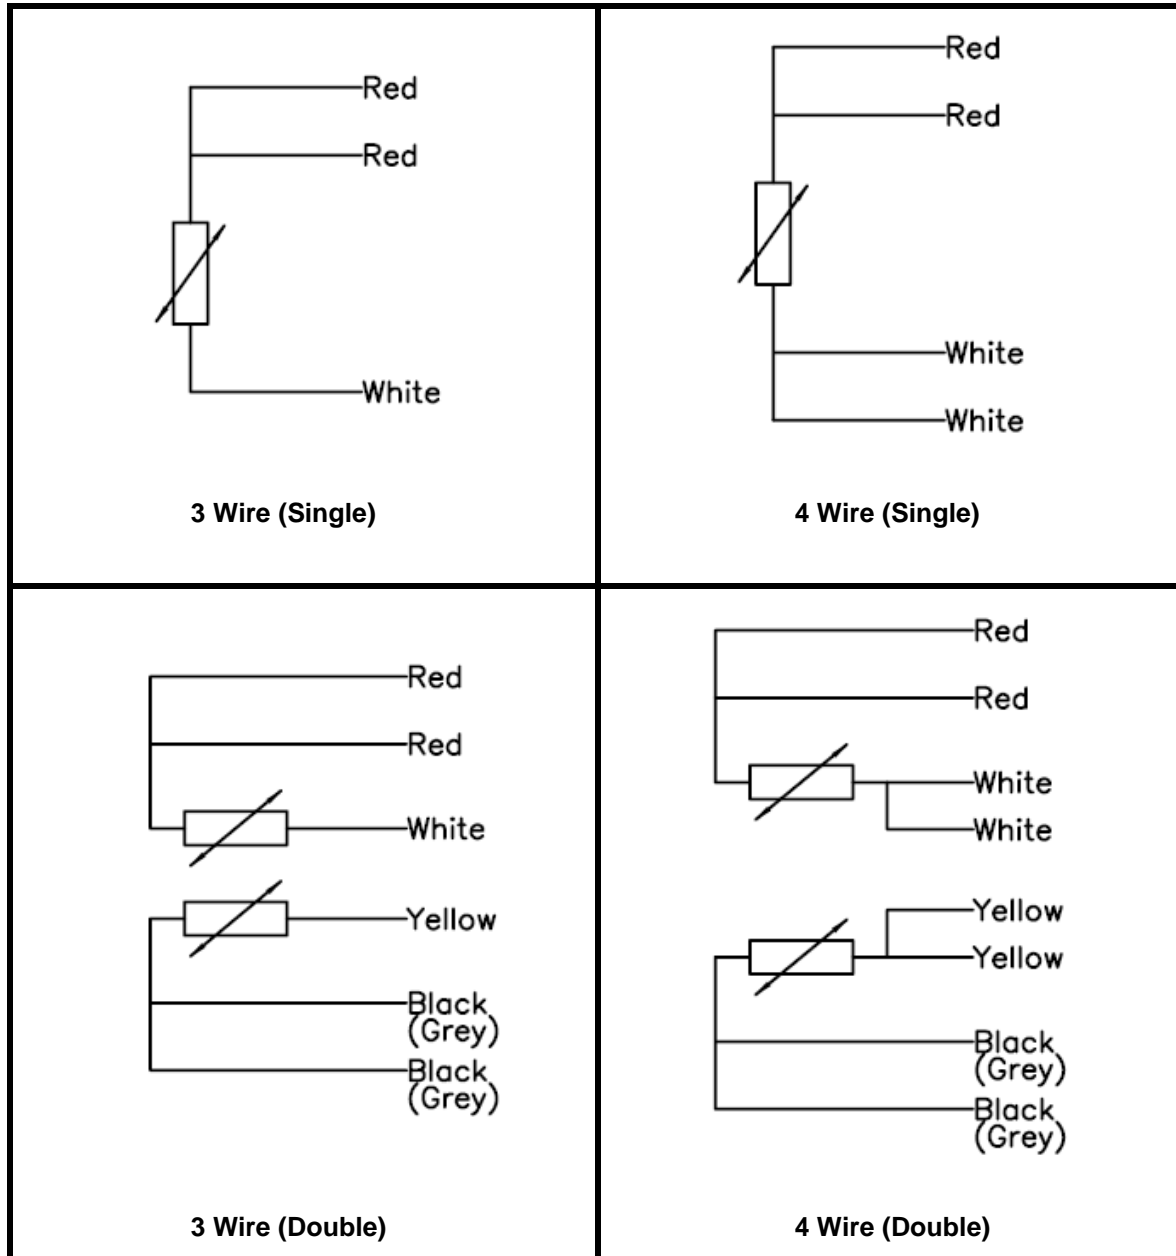 Red
Red
White
3 Wire (Single)
Red
Red
White
White
4 Wire (Single)
Red
Red
White
Yellow
Black
(Grey)
Black
(Grey)
3 Wire (Double)
Red
Red
White
White
Yellow
Yellow
Black
(Grey)
Black
(Grey)
4 Wire (Double)